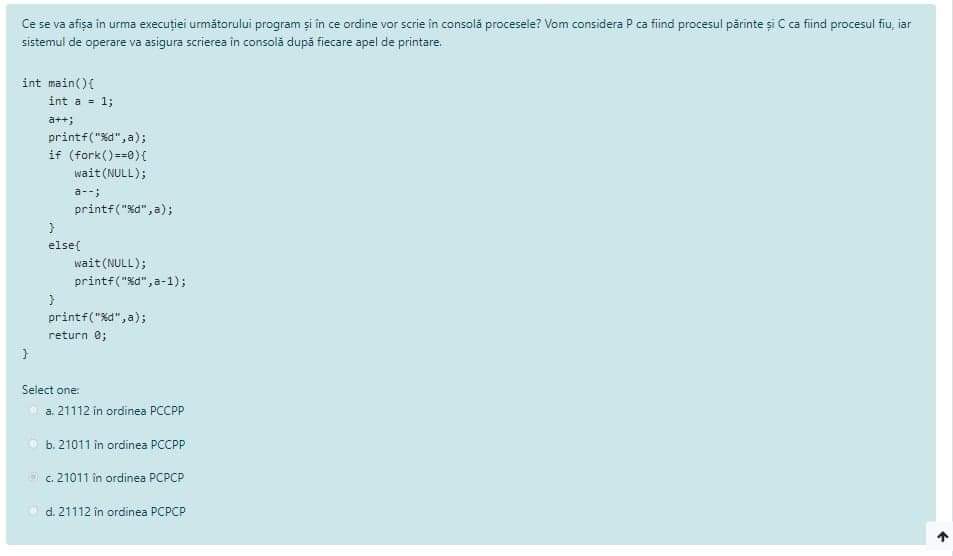 Ce se va afișa în urma execuției următorului program și în ce ordine vor scrie în consolă procesele? Vom considera P ca fiind procesul părinte și C ca fiind procesul fiu, iar
sistemul de operare va asigura scrierea în consolă după fiecare apel de printare.
int main(){
    int a = 1;
    a++;
    printf("%d",a);
    if (fork()==0){
        wait(NULL);
        a--;
        printf("%d",a);
    }
    else{
        wait(NULL);
        printf("%d",a-1);
    }
    printf("%d",a);
    return 0;
}
Select one:
a. 21112 în ordinea PCCPP
b. 21011 în ordinea PCCPP
c. 21011 în ordinea PCPCP
d. 21112 în ordinea PCPCP